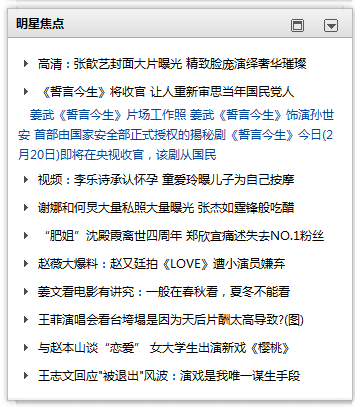 明星焦点
高清：张歆艺封面大片曝光 精致脸庞演绎奢华璀璨
《誓言今生》将收官 让人重新审思当年国民党人
姜武《誓言今生》片场工作照 姜武《誓言今生》饰演孙世
安 首部由国家安全部正式授权的揭秘剧《誓言今生》今日(2
月20日)即将在央视收官，该剧从国民
视频：李乐诗承认怀孕 童爱玲曝儿子为自己按摩
谢娜和何炅大量私照大量曝光 张杰如霆锋般吃醋
“肥姐”沈殿霞离世四周年 郑欣宜痛述失去NO.1粉丝
赵薇大爆料：赵又廷拍《LOVE》遭小演员嫌弃
姜文看电影有讲究：一般在春秋看，夏冬不能看
王菲演唱会看台垮塌是因为天后片酬太高导致?(图)
与赵本山谈“恋爱” 女大学生出演新戏《樱桃》
王志文回应"被退出"风波：演戏是我唯一谋生手段